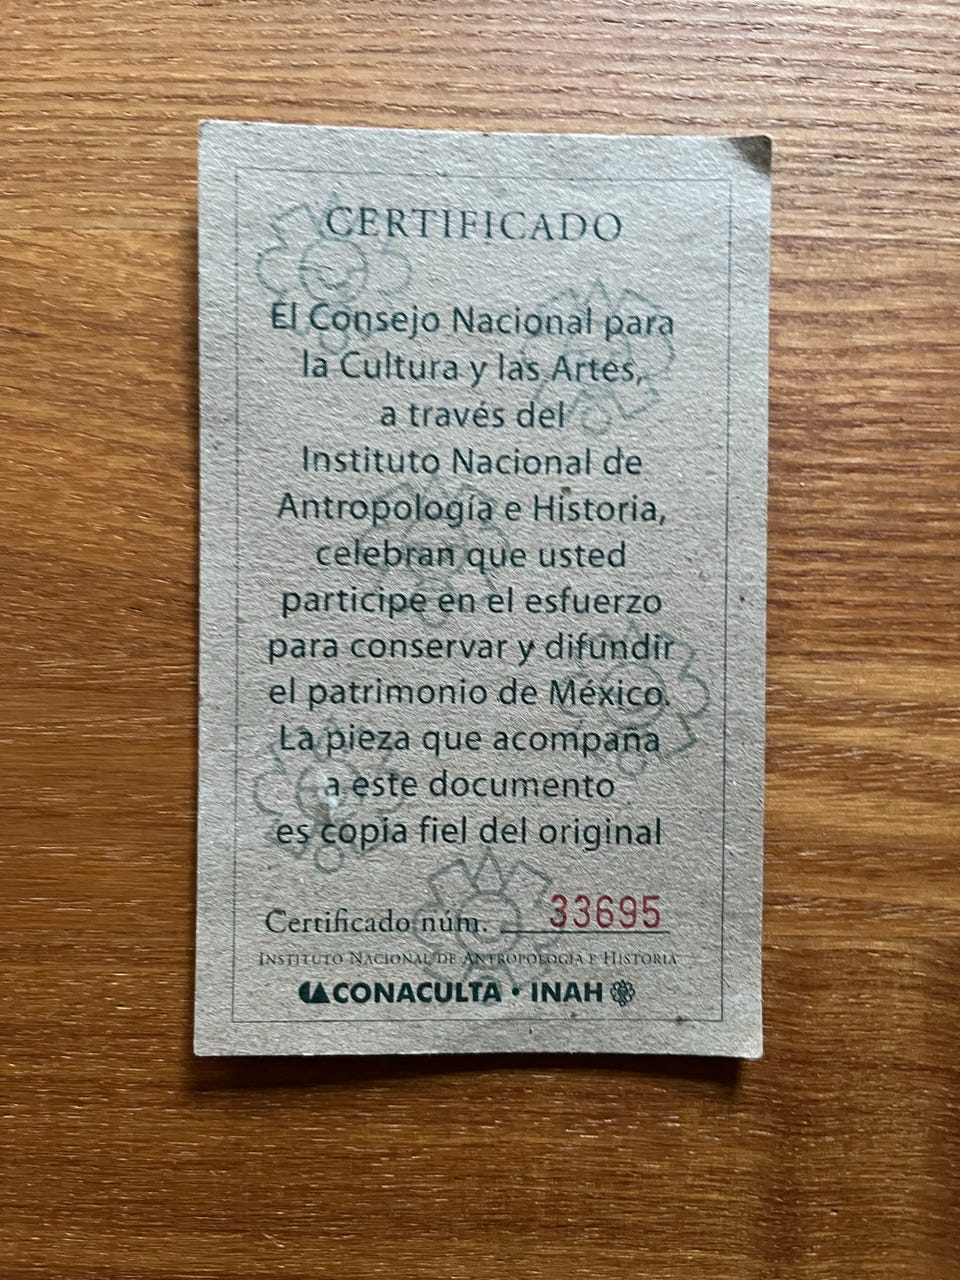 CERTIFICADO
El Consejo Nacional para
la Cultura y las Artes,
a través del
Instituto Nacional de
Antropología e Historia,
celebran que usted
participe en el esfuerzo
para conservar y difundir
el patrimonio de México.
La pieza que acompaña
a este documento
es copia fiel del original
Certificado núm. 33695
INSTITUTO NACIONAL DE ANTROPOLOGÍA E HISTORIA
CONACULTA • INAH